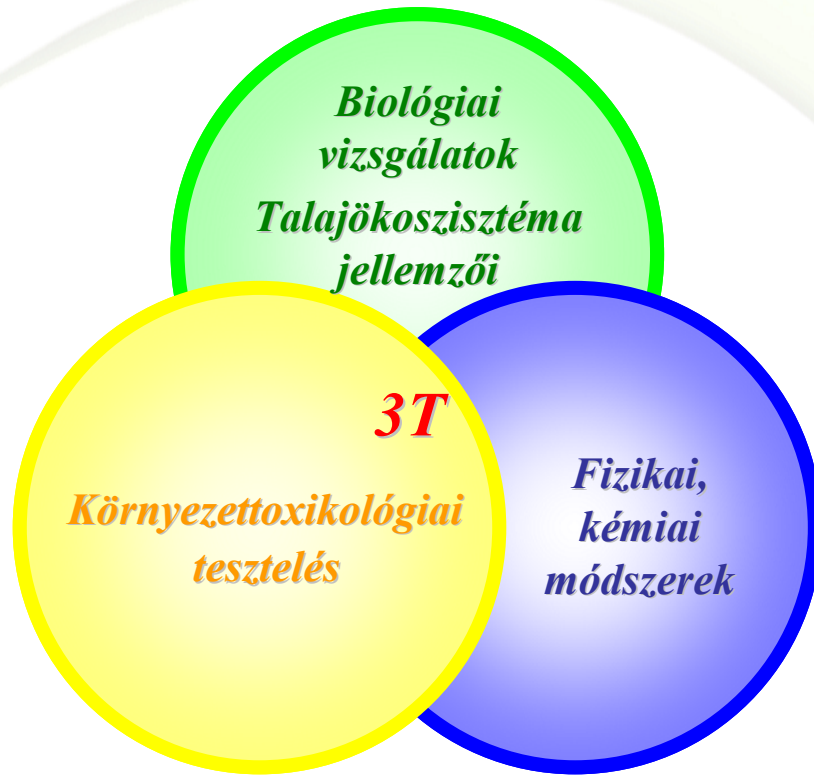 Biológiai
vizsgálatok
Talajökoszisztéma
jellemzői
3T
Környezettoxikológiai
tesztelés
Fizikai,
kémiai
módszerek